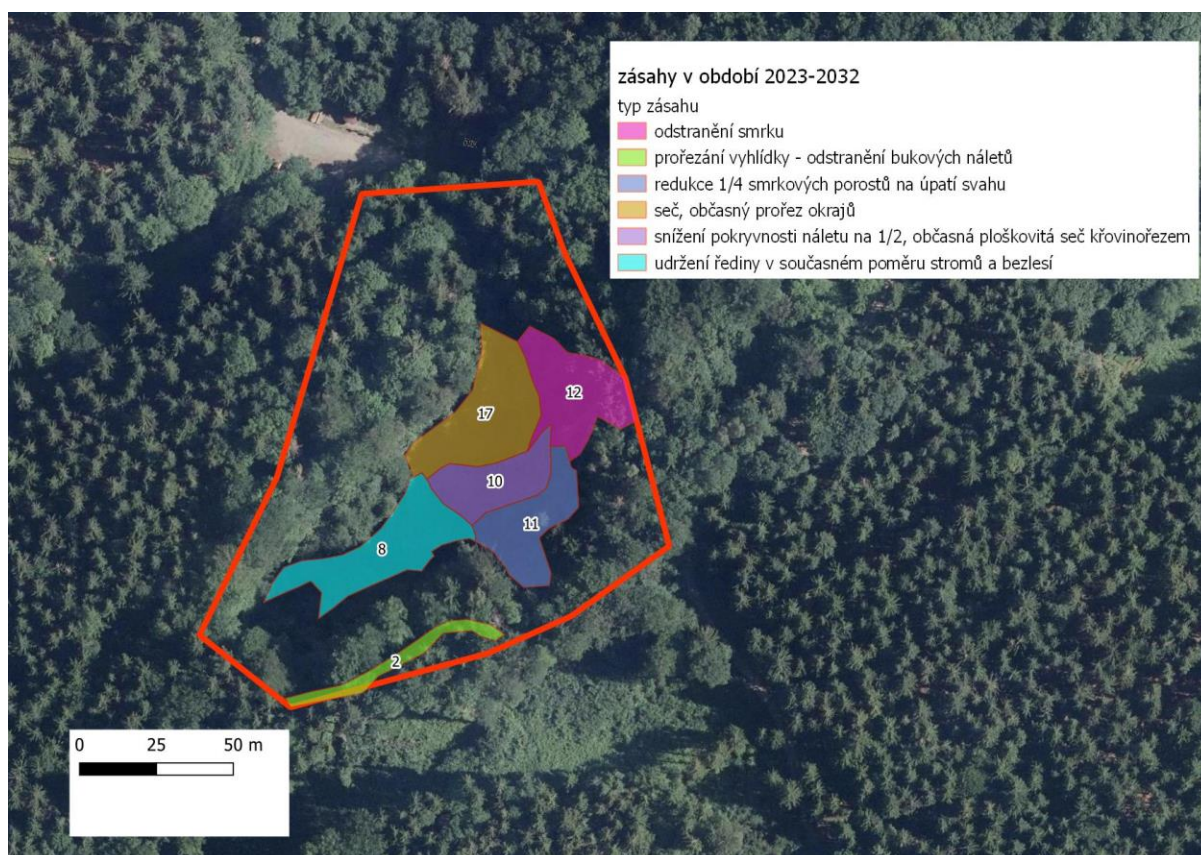 zásahy v období 2023-2032
typ zásahu
odstranění smrku
prořezání vyhlídky - odstranění bukových náletů
redukce 1/4 smrkových porostů na úpatí svahu
seč, občasný prořez okrajů
snížení pokryvnosti náletu na 1/2, občasná ploškovitá seč křovinořezem
udržení ředin v současném poměru stromů a bezlesí
12
17
10
11
8
2
0 25 50 m